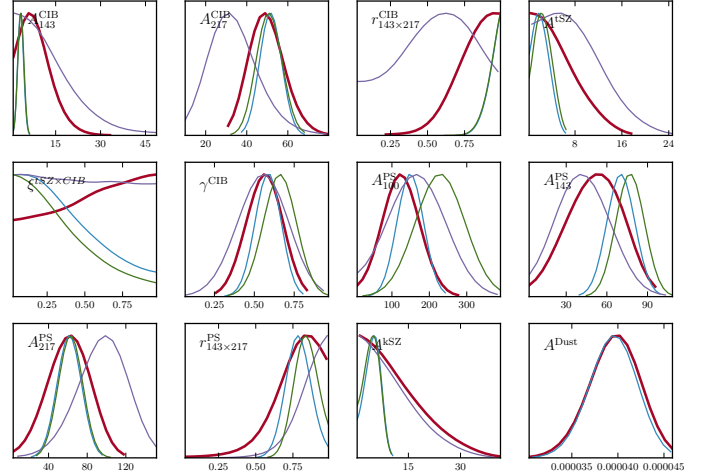 A^CIB_143 A^CIB_217 r^CIB_143×217 A^tSZ
15 30 45 20 40 60 0.25 0.50 0.75 8 16 24
ξ^tSZ×CIB γ^CIB A^PS_100 A^PS_143
0.25 0.50 0.75 0.25 0.50 0.75 100 200 300 30 60 90
A^PS_217 r^PS_143×217 A^kSZ A^Dust
40 80 120 0.25 0.50 0.75 15 30 0.000035 0.000040 0.000045